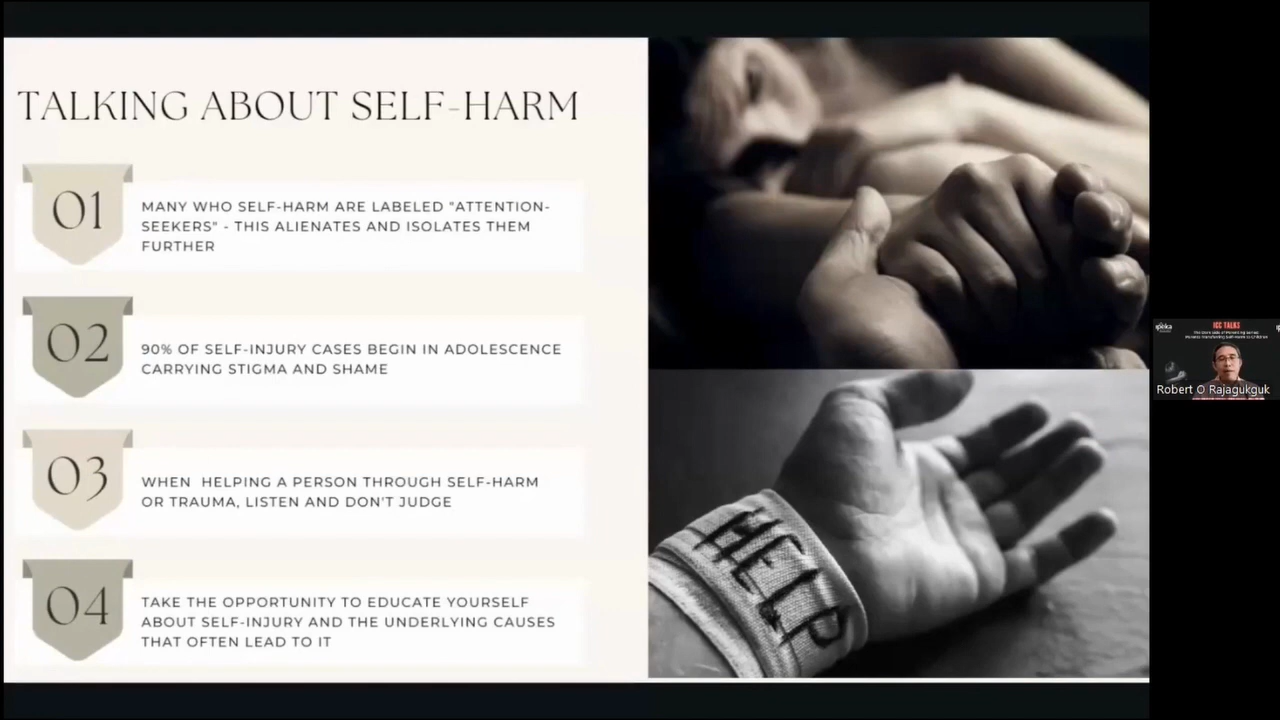 TALKING ABOUT SELF-HARM
01
MANY WHO SELF-HARM ARE LABELED "ATTENTION-
SEEKERS" - THIS ALIENATES AND ISOLATES THEM
FURTHER
02
90% OF SELF-INJURY CASES BEGIN IN ADOLESCENCE
CARRYING STIGMA AND SHAME
03
WHEN HELPING A PERSON THROUGH SELF-HARM
OR TRAUMA, LISTEN AND DON'T JUDGE
04
TAKE THE OPPORTUNITY TO EDUCATE YOURSELF
ABOUT SELF-INJURY AND THE UNDERLYING CAUSES
THAT OFTEN LEAD TO IT
HELP
ICC TALKS
Robert O Rajagukguk